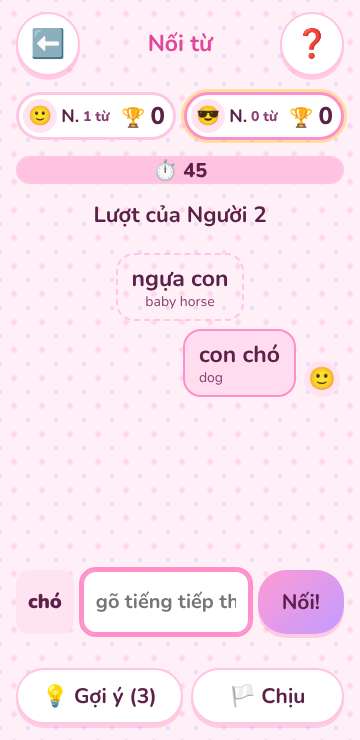 Nối từ
N. 1 từ 0
N. 0 từ 0
45
Lượt của Người 2
ngựa con
baby horse
con chó
dog
chó
gõ tiếng tiếp th
Nối!
Gợi ý (3)
Chịu